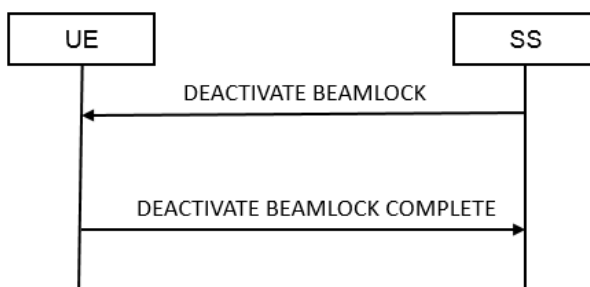 UE
SS
DEACTIVATE BEAMLOCK
DEACTIVATE BEAMLOCK COMPLETE